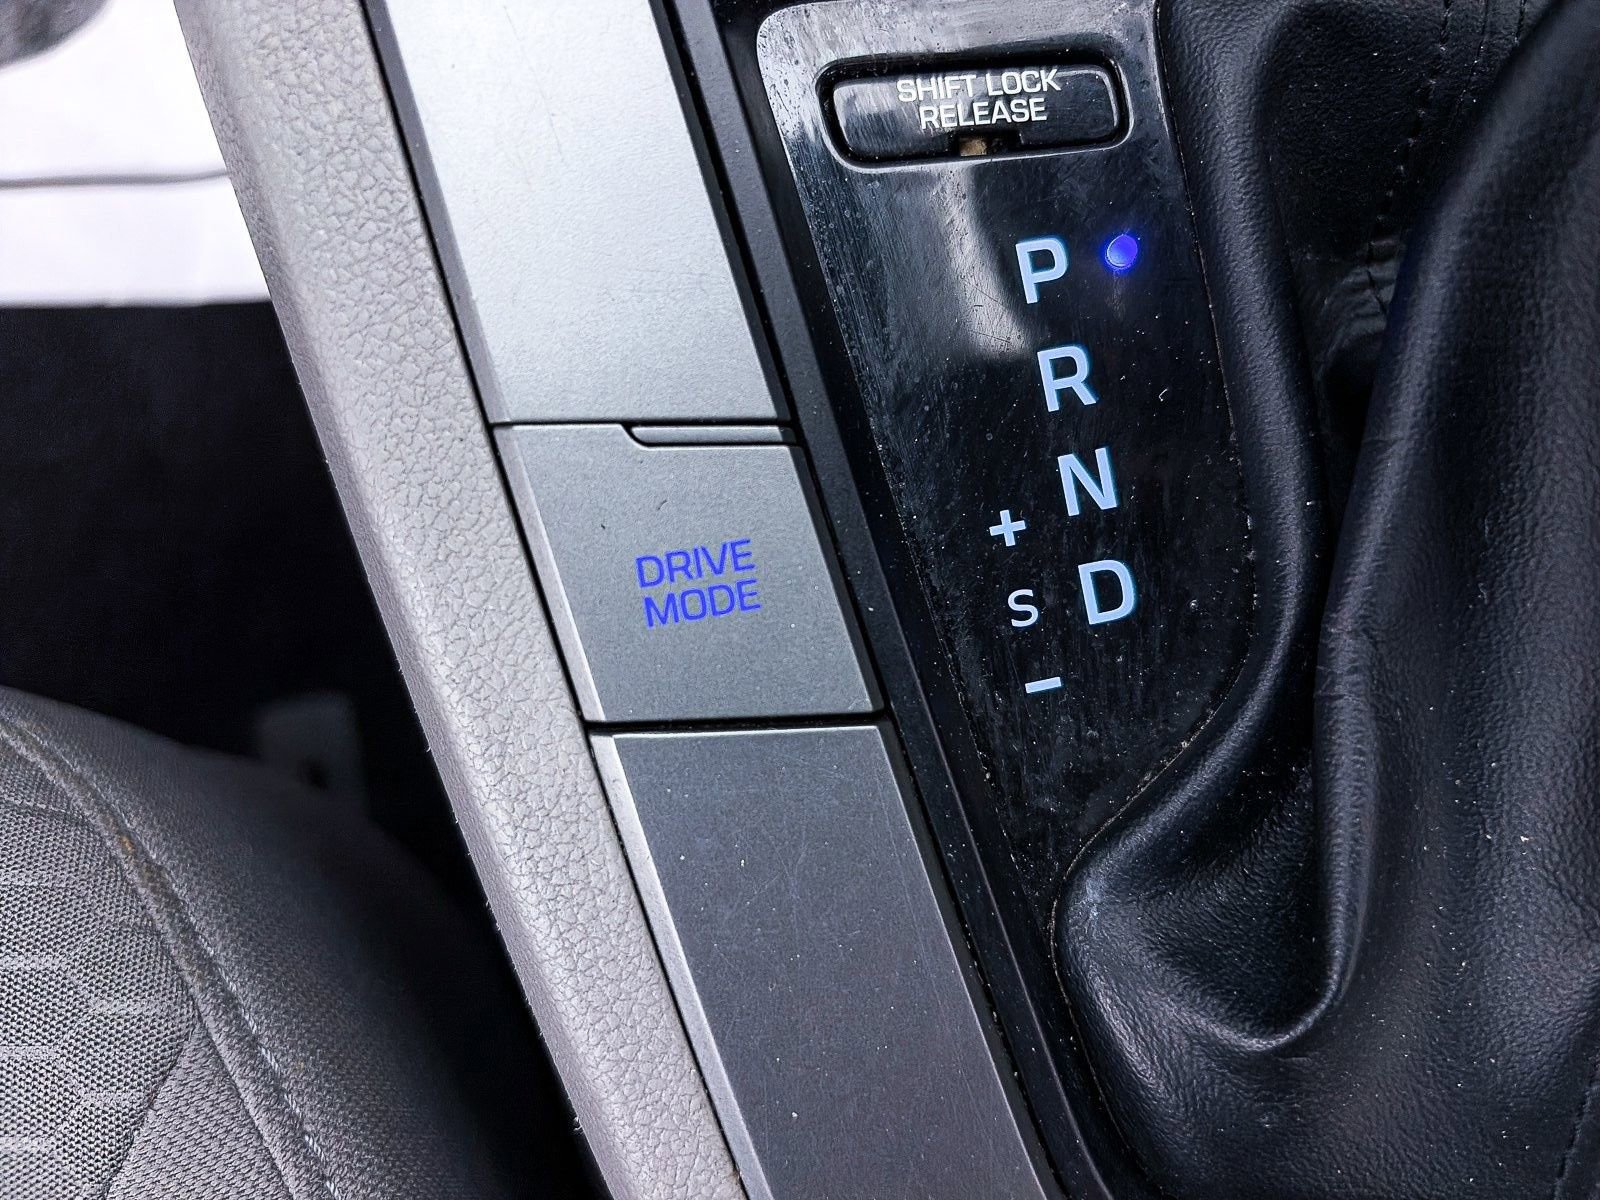 SHIFT LOCK
RELEASE
P
R
N
+
D
S
-
DRIVE
MODE